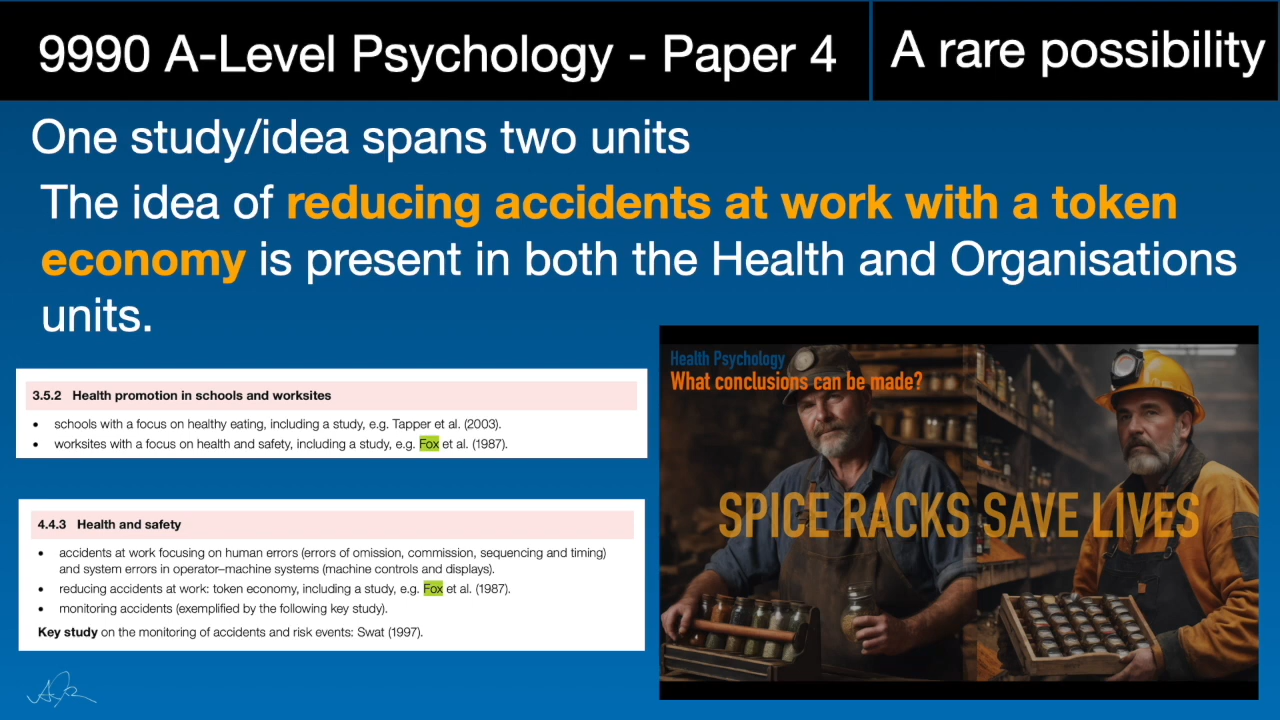 9990 A-Level Psychology - Paper 4
A rare possibility
One study/idea spans two units
The idea of reducing accidents at work with a token
economy is present in both the Health and Organisations
units.
3.5.2 Health promotion in schools and worksites
• schools with a focus on healthy eating, including a study, e.g. Tapper et al. (2003).
• worksites with a focus on health and safety, including a study, e.g. Fox et al. (1987).
4.4.3 Health and safety
• accidents at work focusing on human errors (errors of omission, commission, sequencing and timing)
and system errors in operator–machine systems (machine controls and displays).
• reducing accidents at work: token economy, including a study, e.g. Fox et al. (1987).
• monitoring accidents (exemplified by the following key study).
Key study on the monitoring of accidents and risk events: Swat (1997).
Health Psychology
What conclusions can be made?
SPICE RACKS SAVE LIVES